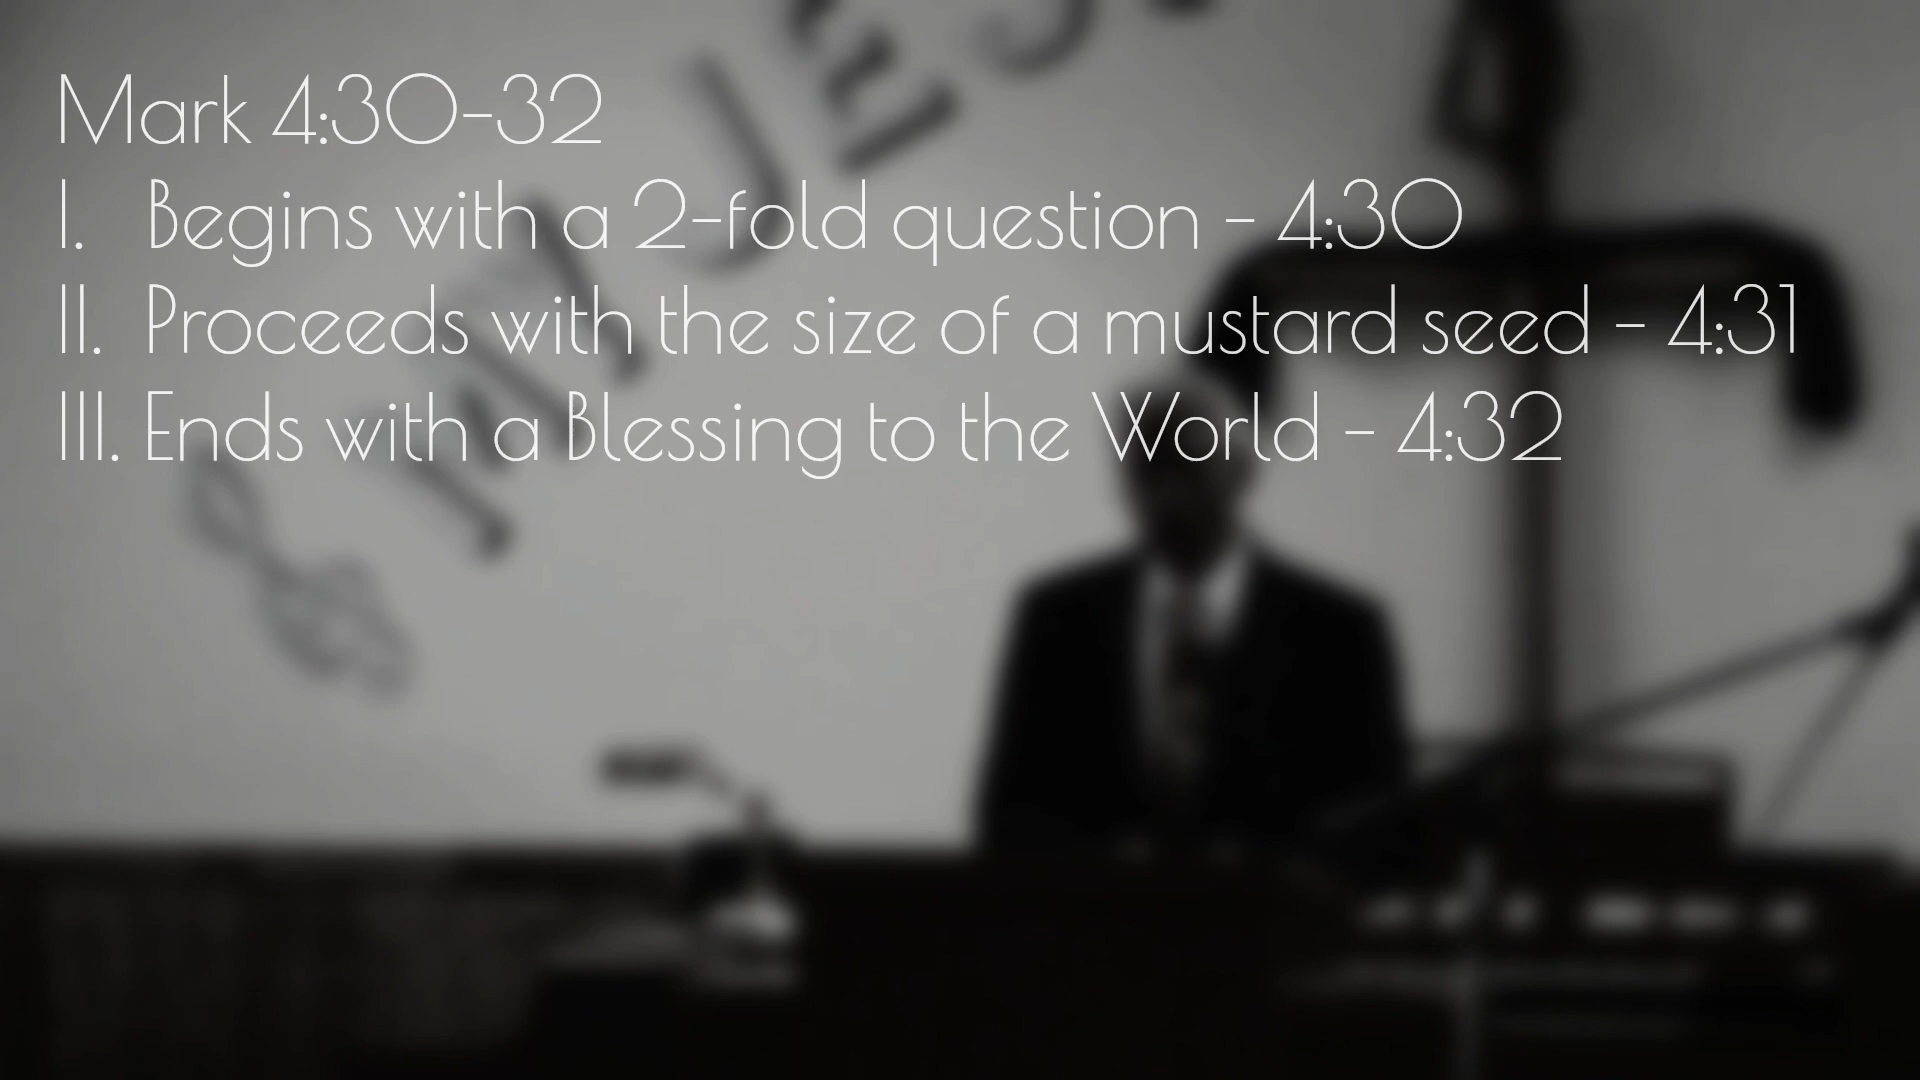 Mark 4:30-32
I. Begins with a 2-fold question - 4:30
II. Proceeds with the size of a mustard seed - 4:31
III. Ends with a Blessing to the World - 4:32